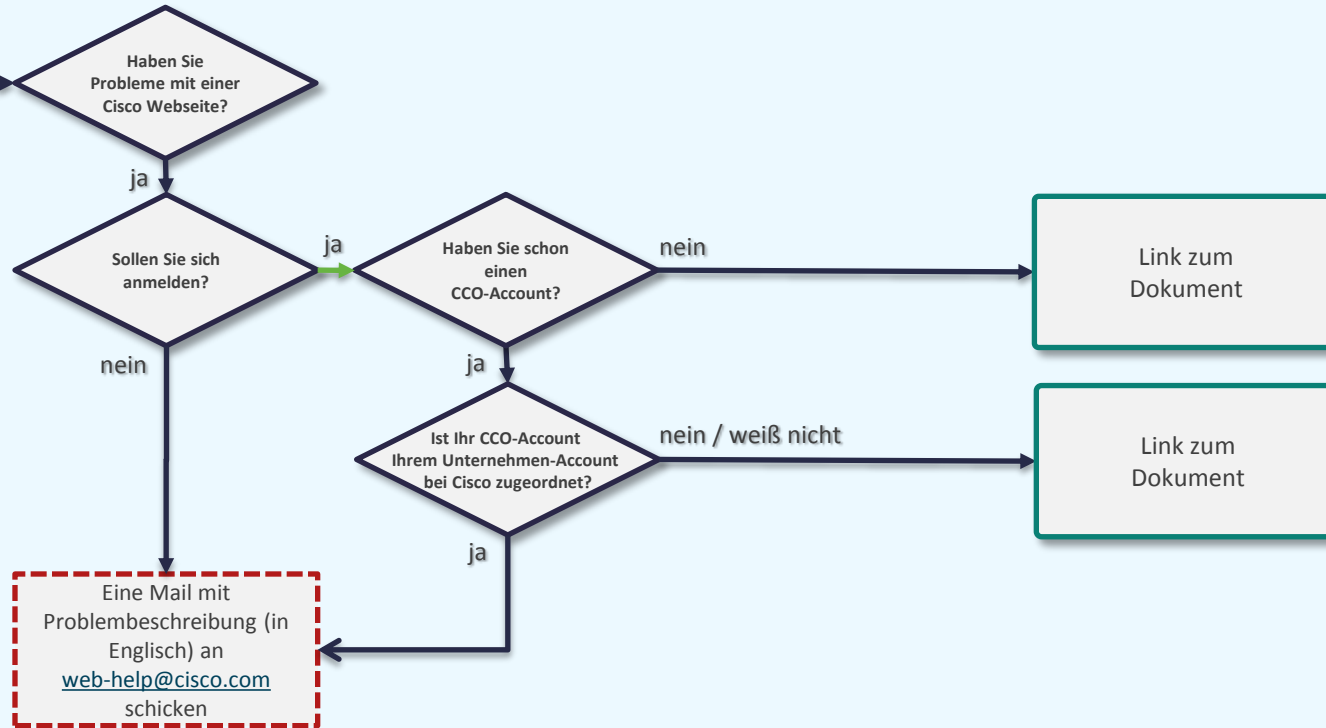 Haben Sie
Probleme mit einer
Cisco Webseite?
ja
Sollen Sie sich
anmelden?
ja
Haben Sie schon
einen
CCO-Account?
nein
Link zum
Dokument
nein
ja
Ist Ihr CCO-Account
Ihrem Unternehmen-Account
bei Cisco zugeordnet?
nein / weiß nicht
Link zum
Dokument
ja
Eine Mail mit
Problembeschreibung (in
Englisch) an
web-help@cisco.com
schicken